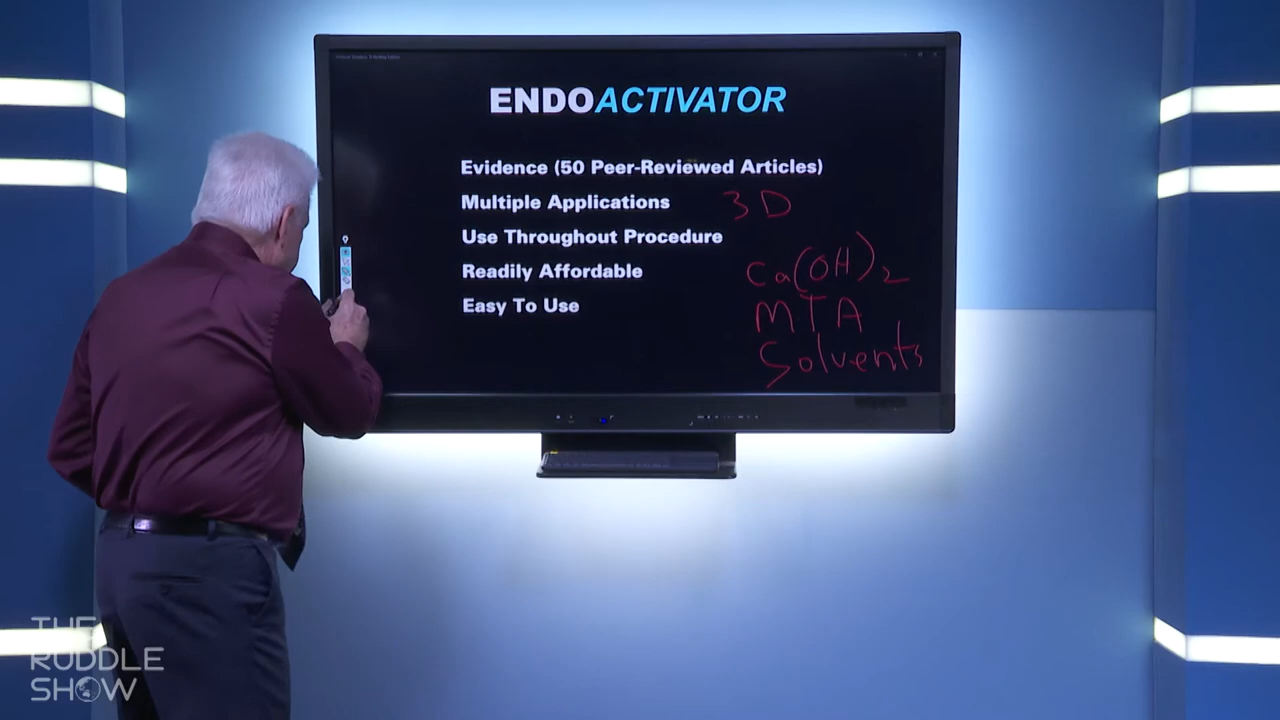 ENDOACTIVATOR
Evidence (50 Peer-Reviewed Articles)
Multiple Applications 3D
Use Throughout Procedure
Readily Affordable Ca(OH)2
Easy To Use MTA
Solvents
THE
RUDDLE
SHOW